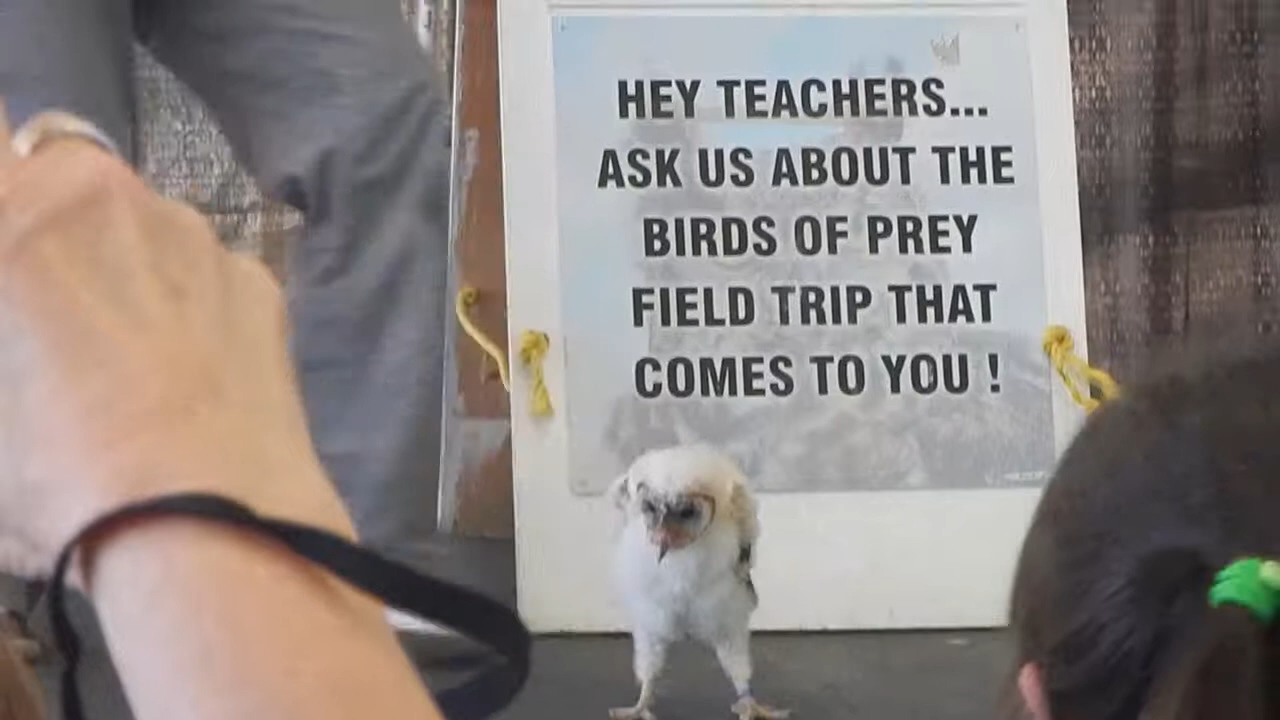 HEY TEACHERS...
ASK US ABOUT THE
BIRDS OF PREY
FIELD TRIP THAT
COMES TO YOU !